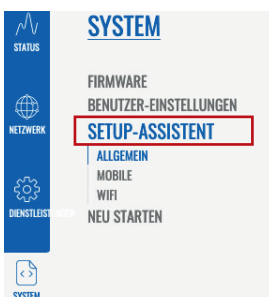 STATUS
NETZWERK
DIENSTLEISTUNGEN
SYSTEM
SYSTEM
FIRMWARE
BENUTZER-EINSTELLUNGEN
SETUP-ASSISTENT
ALLGEMEIN
MOBILE
WIFI
NEU STARTEN